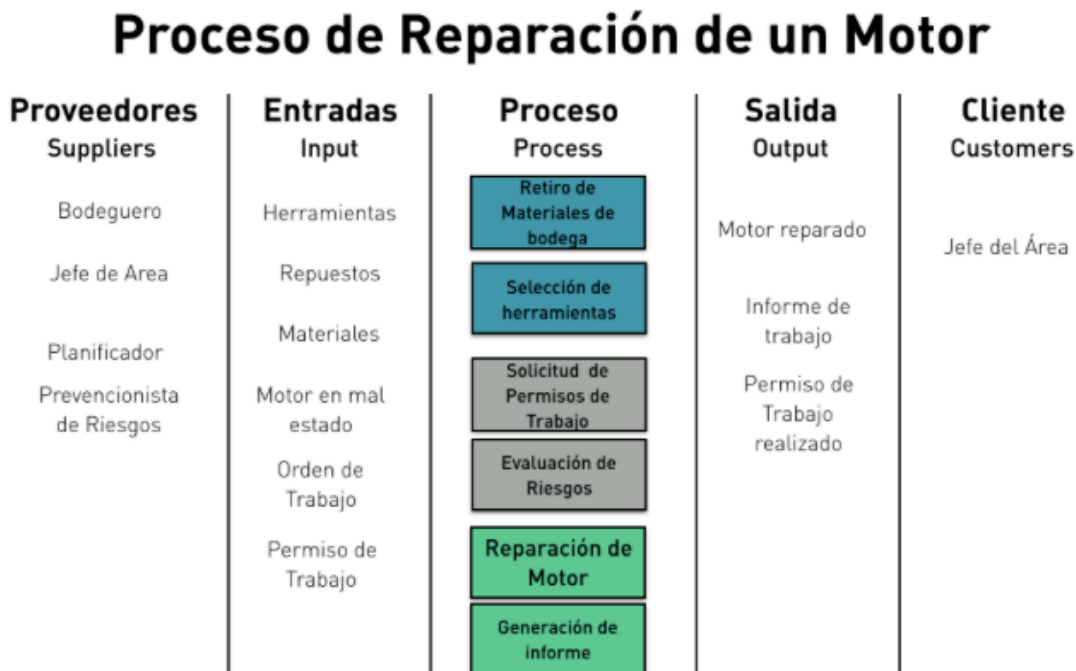 Proceso de Reparación de un Motor
Proveedores
Suppliers
Bodeguero
Jefe de Area
Planificador
Prevencionista
de Riesgos
Entradas
Input
Herramientas
Repuestos
Materiales
Motor en mal
estado
Orden de
Trabajo
Permiso de
Trabajo
Proceso
Process
Retiro de
Materiales de
bodega
Selección de
herramientas
Solicitud de
Permisos de
Trabajo
Evaluación de
Riesgos
Reparación de
Motor
Generación de
informe
Salida
Output
Motor reparado
Informe de
trabajo
Permiso de
Trabajo
realizado
Cliente
Customers
Jefe del Área